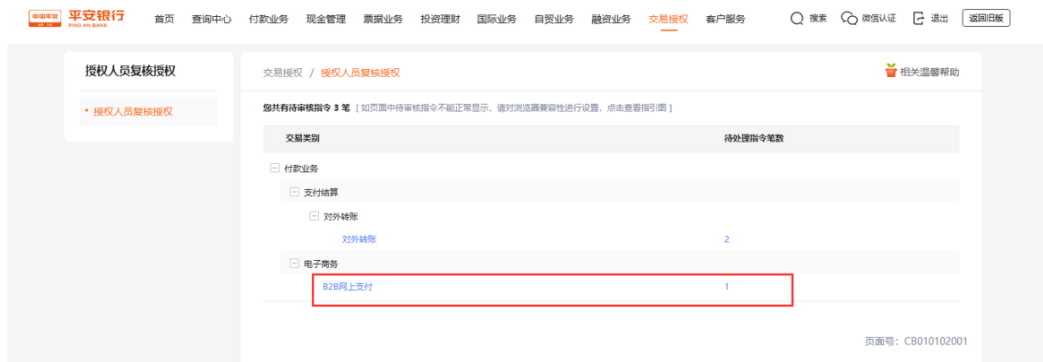 中国平安 平安银行 首页 查询中心 付款业务 现金管理 票据业务 投资理财 国际业务 自贸业务 融资业务 交易授权 客户服务 搜索 微信认证 退出 返回旧版
PING AN BANK
授权人员复核授权
• 授权人员复核授权
交易授权 / 授权人员复核授权 相关温馨帮助
您共有待审核指令 3 笔 [ 如页面中待审核指令不能正常显示，请对浏览器兼容性进行设置，点击查看指引图 ]
交易类别 待处理指令笔数
付款业务
支付结算
对外转账
对外转账 2
电子商务
B2B网上支付 1
页面号：CB010102001